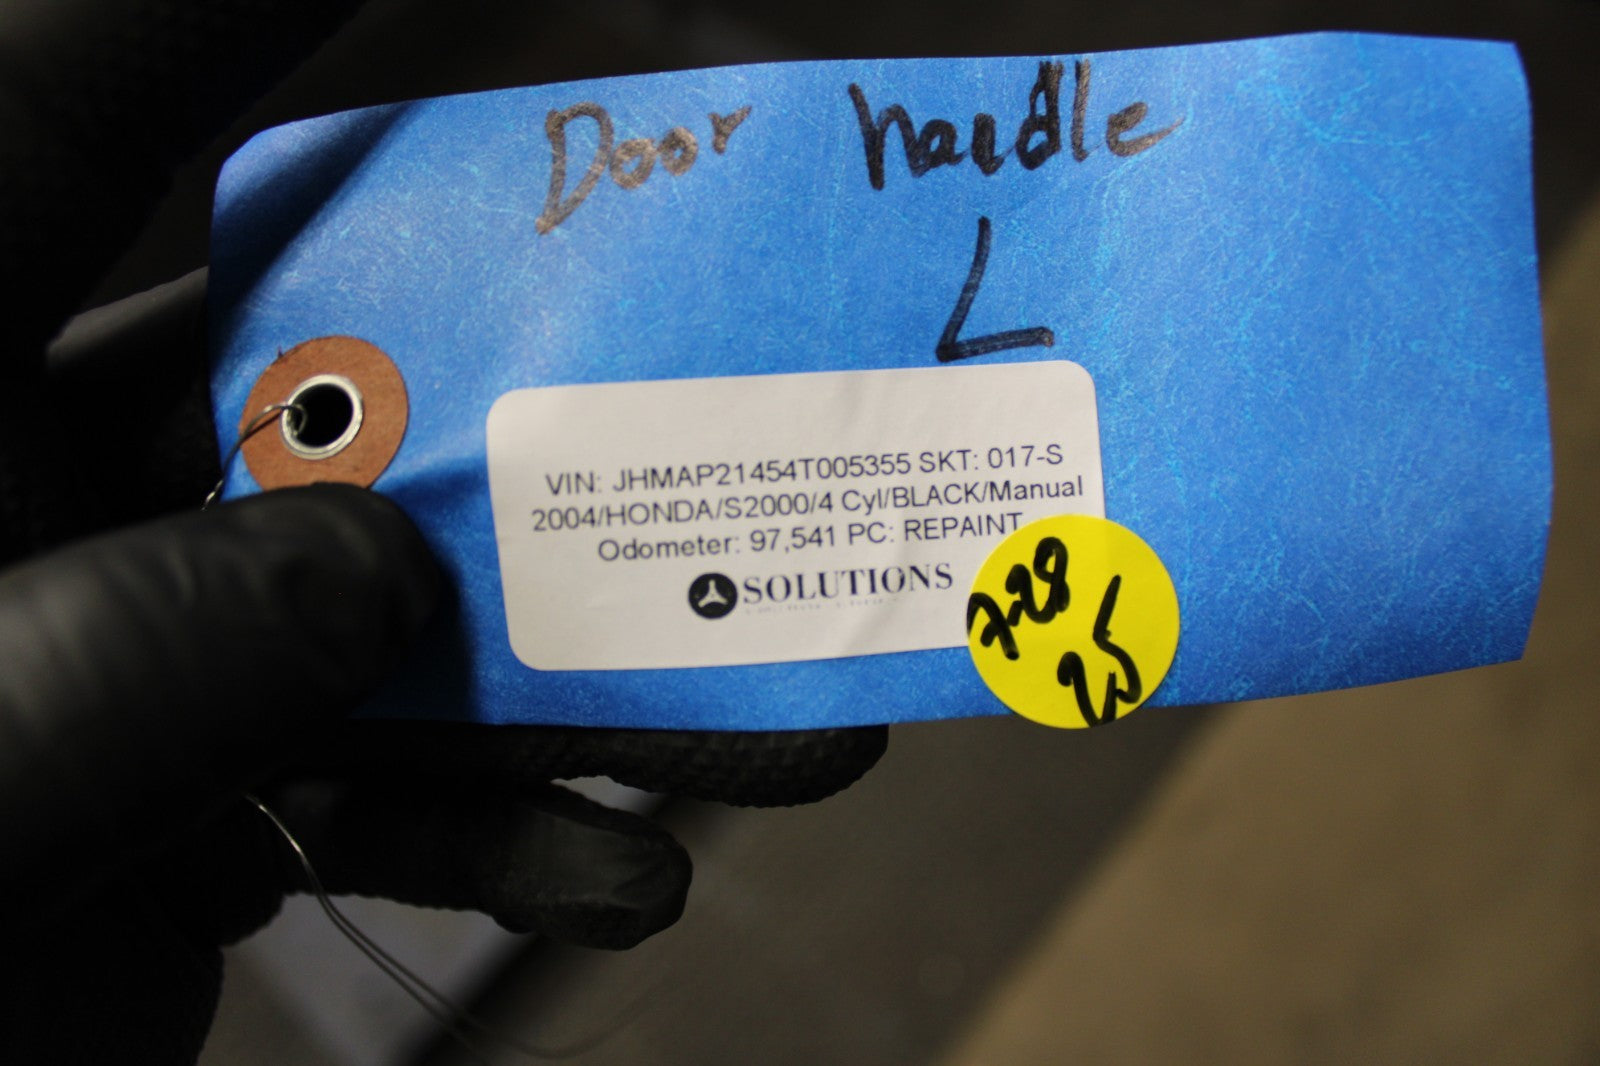 Door handle
L
VIN: JHMAP21454T005355 SKT: 017-S
2004/HONDA/S2000/4 Cyl/BLACK/Manual
Odometer: 97,541 PC: REPAINT
SOLUTIONS
7-28
25